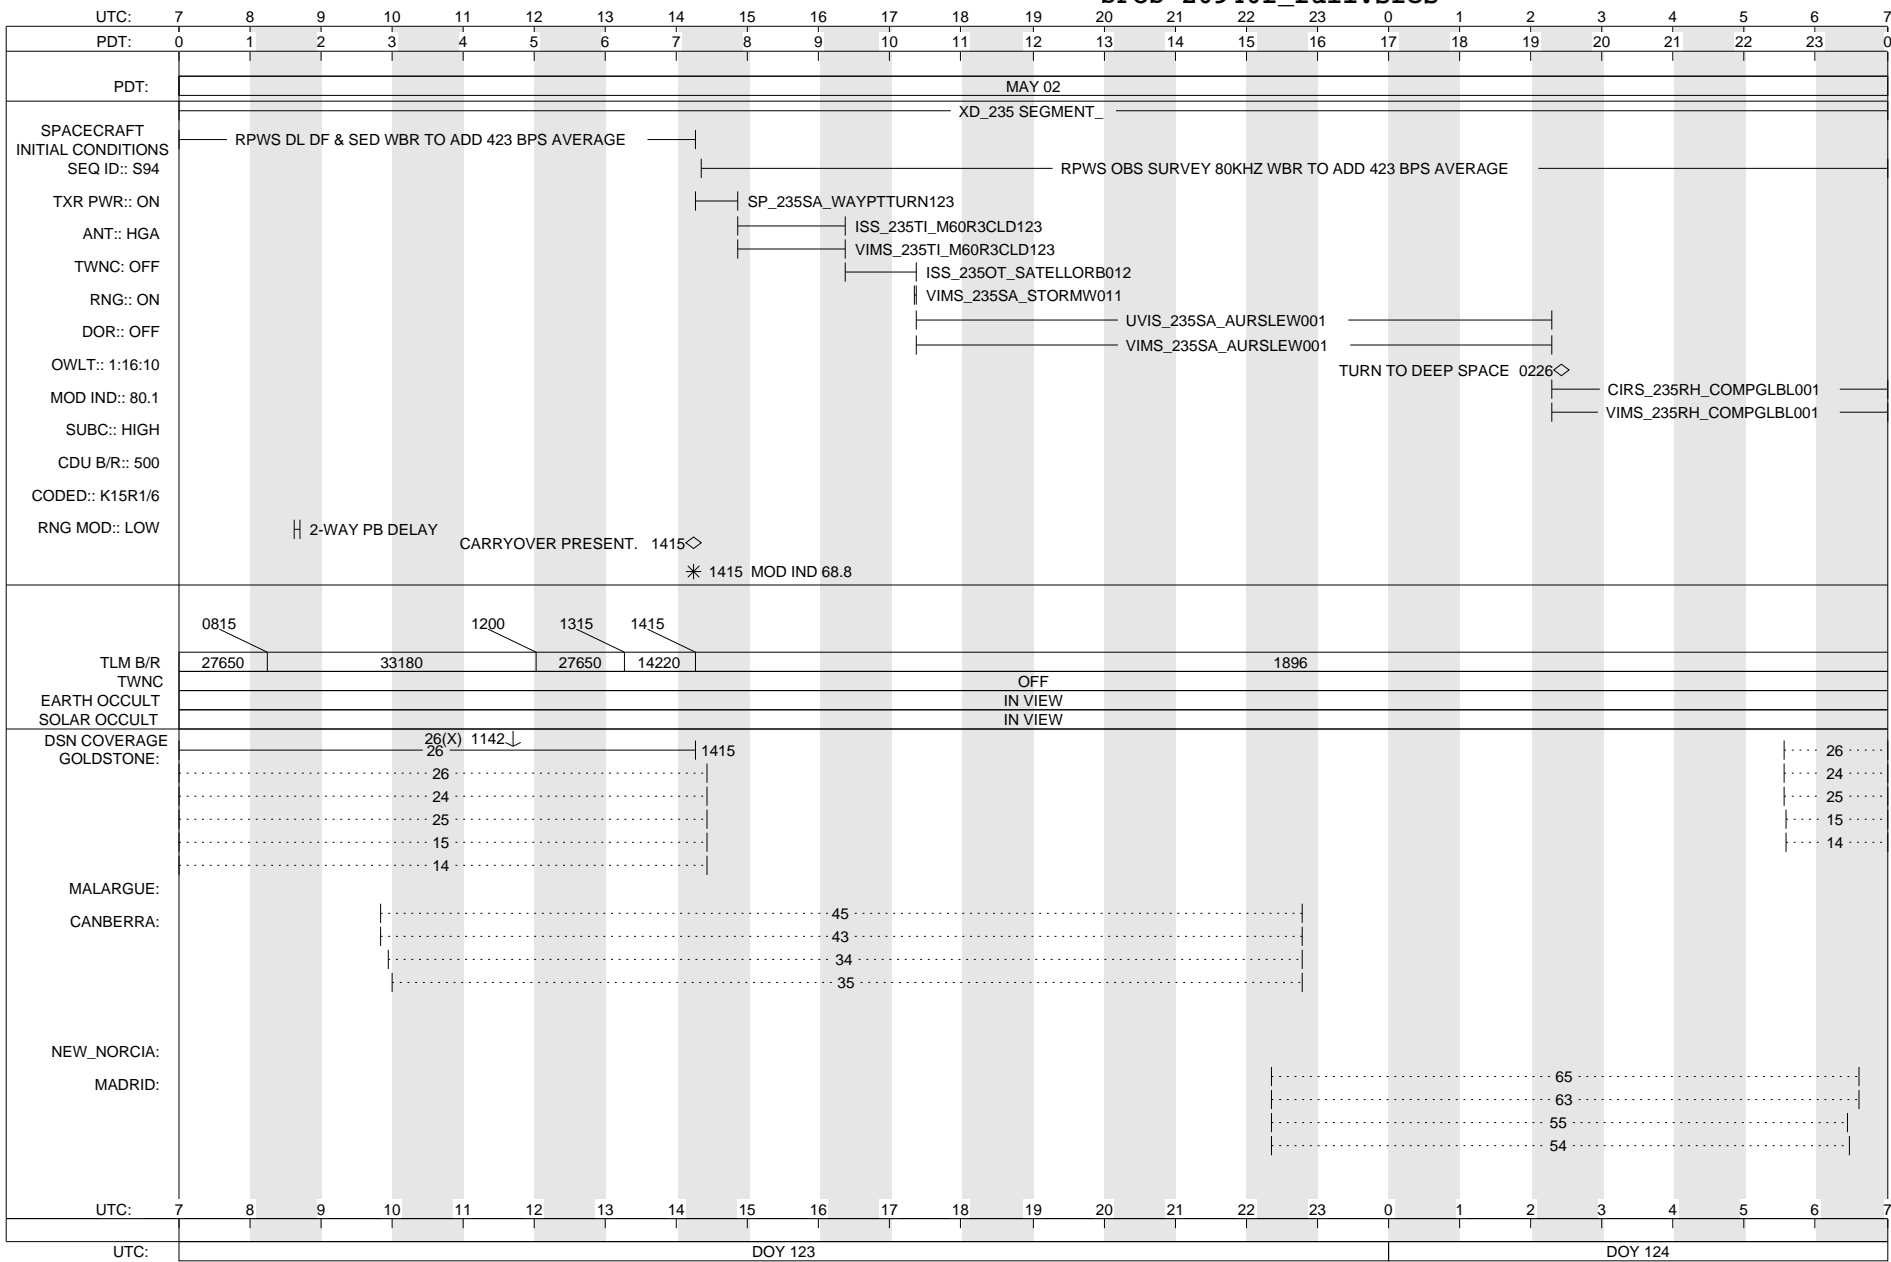 UTC: 7 8 9 10 11 12 13 14 15 16 17 18 19 20 21 22 23 0 1 2 3 4 5 6 7
PDT: 0 1 2 3 4 5 6 7 8 9 10 11 12 13 14 15 16 17 18 19 20 21 22 23 0
PDT: MAY 02
XD_235 SEGMENT_
SPACECRAFT
INITIAL CONDITIONS
RPWS DL DF & SED WBR TO ADD 423 BPS AVERAGE
SEQ ID:: S94
RPWS OBS SURVEY 80KHZ WBR TO ADD 423 BPS AVERAGE
TXR PWR:: ON
SP_235SA_WAYPTTURN123
ANT:: HGA
ISS_235TI_M60R3CLD123
VIMS_235TI_M60R3CLD123
TWNC: OFF
ISS_235OT_SATELLORB012
RNG:: ON
VIMS_235SA_STORMW011
DOR:: OFF
UVIS_235SA_AURSLEW001
VIMS_235SA_AURSLEW001
OWLT:: 1:16:10
TURN TO DEEP SPACE 0226
MOD IND:: 80.1
CIRS_235RH_COMPGLBL001
VIMS_235RH_COMPGLBL001
SUBC:: HIGH
CDU B/R:: 500
CODED:: K15R1/6
RNG MOD:: LOW
2-WAY PB DELAY
CARRYOVER PRESENT. 1415
1415 MOD IND 68.8
0815 1200 1315 1415
TLM B/R 27650 33180 27650 14220 1896
TWNC OFF
EARTH OCCULT IN VIEW
SOLAR OCCULT IN VIEW
DSN COVERAGE
26(X) 1142
GOLDSTONE: 26 1415 26
26 24
24 25
25 15
15 14
14
MALARGUE:
CANBERRA: 45
43
34
35
NEW_NORCIA:
MADRID: 65
63
55
54
UTC: 7 8 9 10 11 12 13 14 15 16 17 18 19 20 21 22 23 0 1 2 3 4 5 6 7
UTC: DOY 123 DOY 124